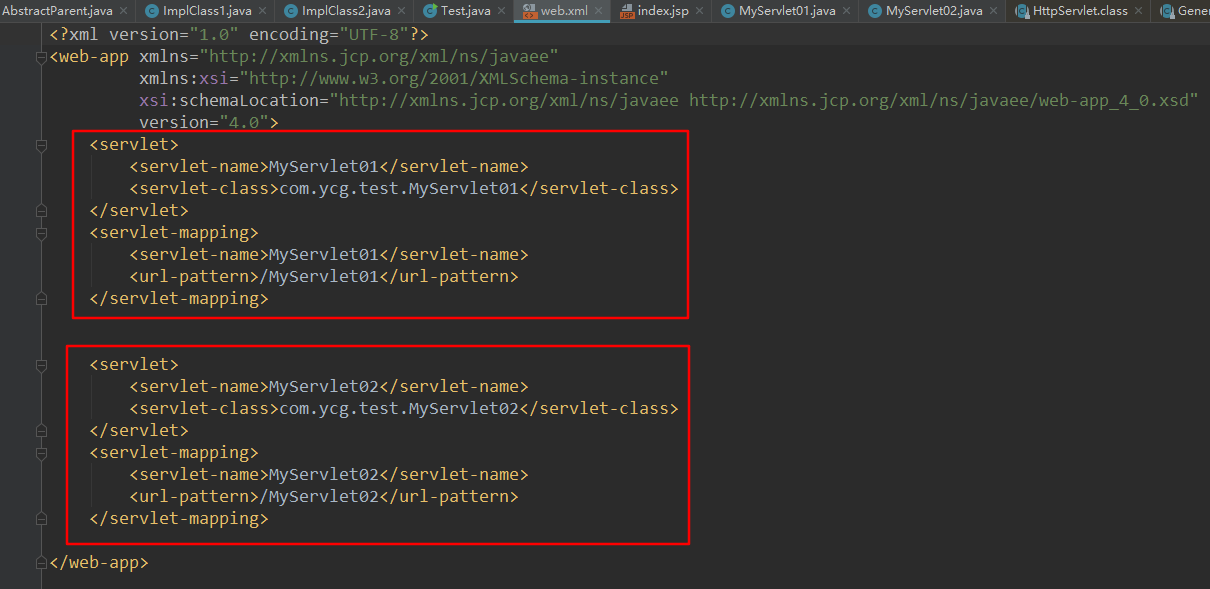 AbstractParent.java ImplClass1.java ImplClass2.java Test.java web.xml index.jsp MyServlet01.java MyServlet02.java HttpServlet.class Gener
<?xml version="1.0" encoding="UTF-8"?>
<web-app xmlns="http://xmlns.jcp.org/xml/ns/javaee"
         xmlns:xsi="http://www.w3.org/2001/XMLSchema-instance"
         xsi:schemaLocation="http://xmlns.jcp.org/xml/ns/javaee http://xmlns.jcp.org/xml/ns/javaee/web-app_4_0.xsd"
         version="4.0">
    <servlet>
        <servlet-name>MyServlet01</servlet-name>
        <servlet-class>com.ycg.test.MyServlet01</servlet-class>
    </servlet>
    <servlet-mapping>
        <servlet-name>MyServlet01</servlet-name>
        <url-pattern>/MyServlet01</url-pattern>
    </servlet-mapping>
    <servlet>
        <servlet-name>MyServlet02</servlet-name>
        <servlet-class>com.ycg.test.MyServlet02</servlet-class>
    </servlet>
    <servlet-mapping>
        <servlet-name>MyServlet02</servlet-name>
        <url-pattern>/MyServlet02</url-pattern>
    </servlet-mapping>
</web-app>